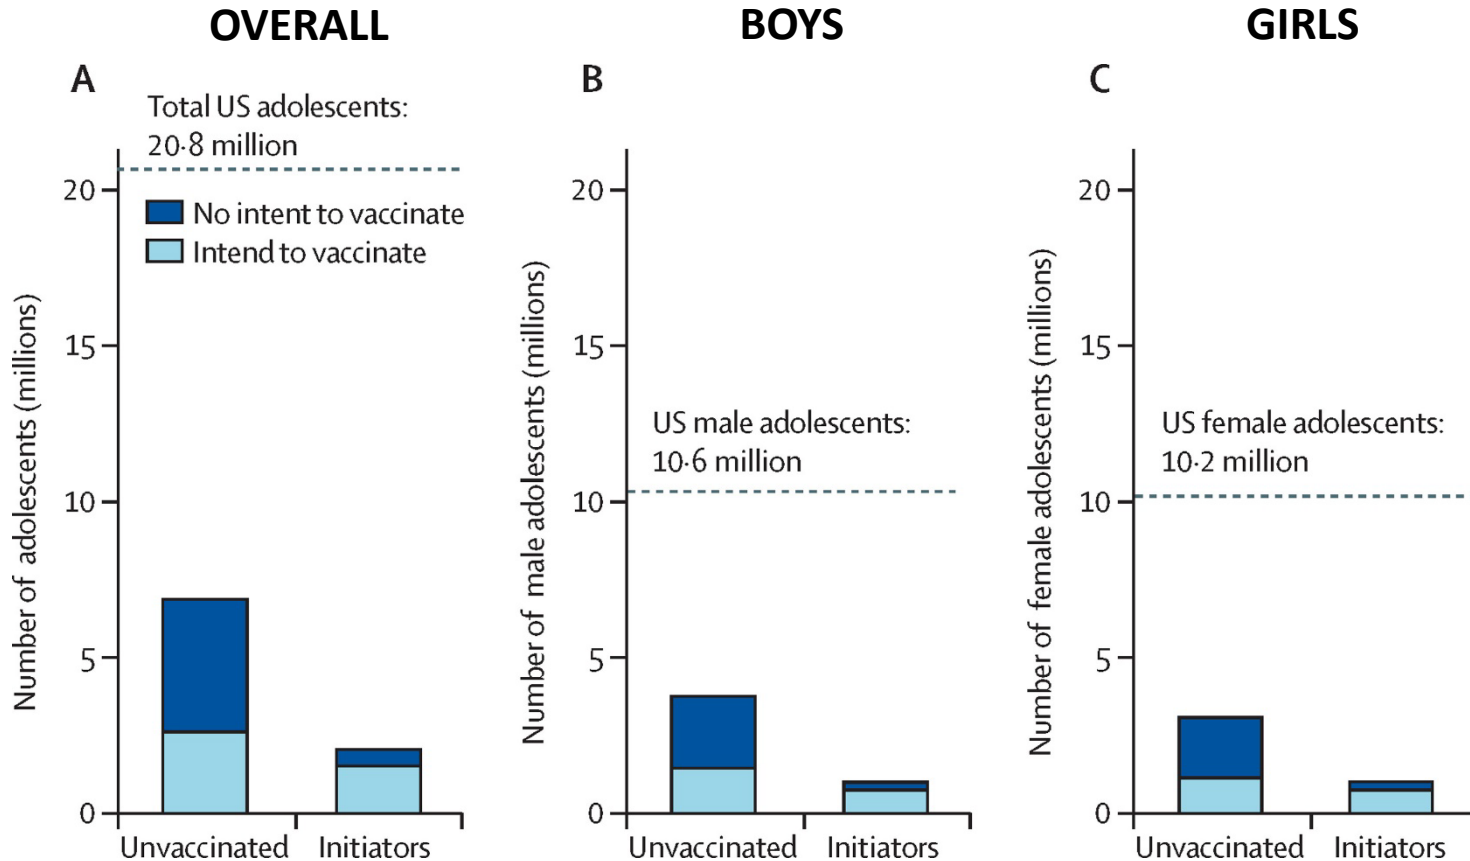 OVERALL
A
Total US adolescents:
20·8 million
No intent to vaccinate
Intend to vaccinate
Number of adolescents (millions)
20
15
10
5
0
Unvaccinated
Initiators
BOYS
B
US male adolescents:
10·6 million
Number of male adolescents (millions)
20
15
10
5
0
Unvaccinated
Initiators
GIRLS
C
US female adolescents:
10·2 million
Number of female adolescents (millions)
20
15
10
5
0
Unvaccinated
Initiators